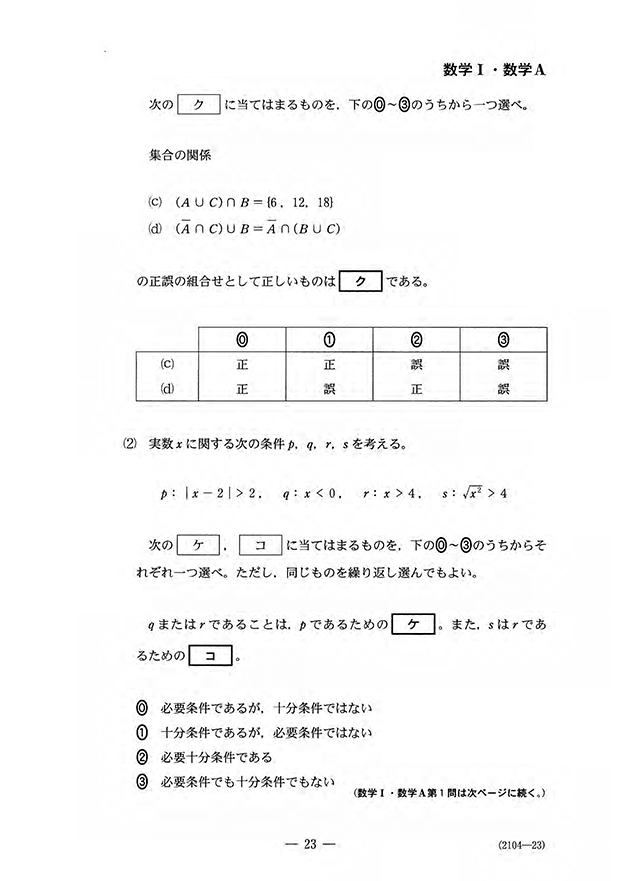 数学Ⅰ・数学A
次の ク に当てはまるものを，下の⓪～③のうちから一つ選べ。
集合の関係
(c) (A ∪ C) ∩ B = {6, 12, 18}
(d) (A̅ ∩ C) ∪ B = A̅ ∩ (B ∪ C)
の正誤の組合せとして正しいものは ク である。
⓪ ① ② ③
(c) 正 正 誤 誤
(d) 正 誤 正 誤
(2) 実数 x に関する次の条件 p, q, r, s を考える。
p：|x − 2| > 2， q：x < 0， r：x > 4， s：√x² > 4
次の ケ ， コ に当てはまるものを，下の⓪～③のうちからそ
れぞれ一つ選べ。ただし，同じものを繰り返し選んでもよい。
q または r であることは，p であるための ケ 。また，s は r であ
るための コ 。
⓪ 必要条件であるが，十分条件ではない
① 十分条件であるが，必要条件ではない
② 必要十分条件である
③ 必要条件でも十分条件でもない
(数学Ⅰ・数学A第1問は次ページに続く。)
— 23 —
(2104—23)